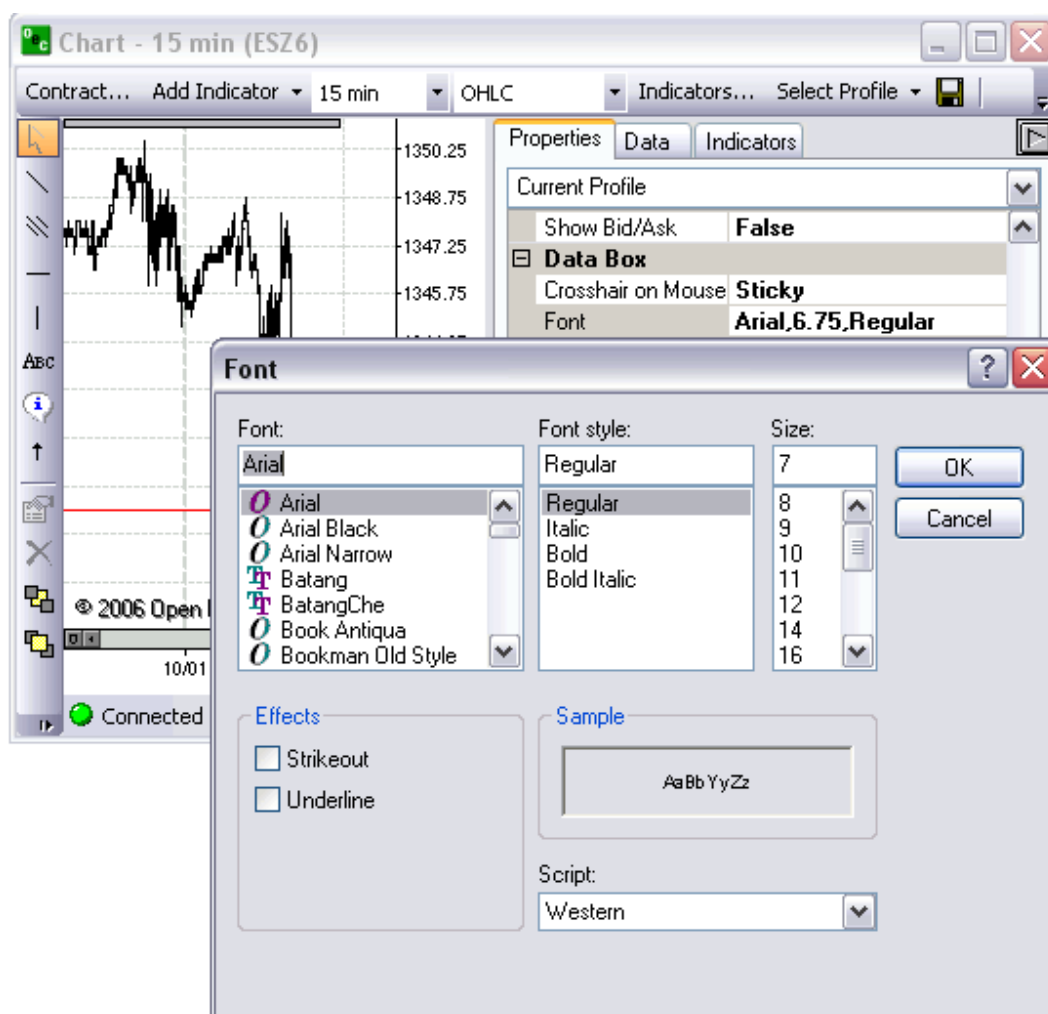 Oec Chart - 15 min (ESZ6)
Contract... Add Indicator 15 min OHLC Indicators... Select Profile
Properties Data Indicators
Current Profile
Show Bid/Ask False
Data Box
Crosshair on Mouse Sticky
Font Arial,6.75,Regular
1350.25
1348.75
1347.25
1345.75
ABC
© 2006 Open
10/01
Connected
Font
Font:
Arial
Arial
Arial Black
Arial Narrow
Batang
BatangChe
Book Antiqua
Bookman Old Style
Font style:
Regular
Regular
Italic
Bold
Bold Italic
Size:
7
8
9
10
11
12
14
16
OK
Cancel
Effects
Strikeout
Underline
Sample
AaBbYyZz
Script:
Western